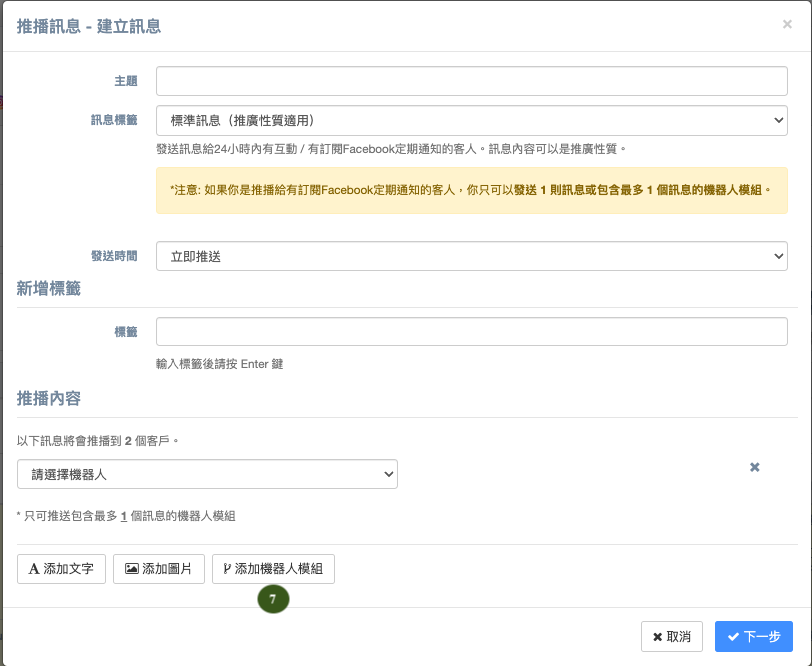 推播訊息 - 建立訊息
×
主題
訊息標籤
標準訊息（推廣性質適用）
發送訊息給24小時內有互動 / 有訂閱Facebook定期通知的客人。訊息內容可以是推廣性質。
*注意: 如果你是推播給有訂閱Facebook定期通知的客人，你只可以發送 1 則訊息或包含最多 1 個訊息的機器人模組。
發送時間
立即推送
新增標籤
標籤
輸入標籤後請按 Enter 鍵
推播內容
以下訊息將會推播到 2 個客戶。
請選擇機器人
* 只可推送包含最多 1 個訊息的機器人模組
A 添加文字
添加圖片
添加機器人模組
7
取消
下一步